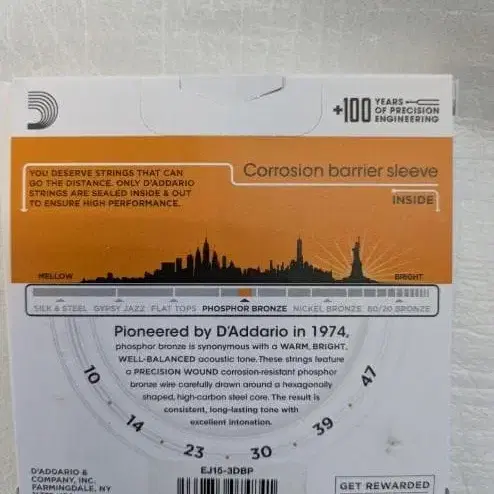 +100 YEARS
OF PRECISION
ENGINEERING
YOU DESERVE STRINGS THAT CAN
GO THE DISTANCE. ONLY D'ADDARIO
STRINGS ARE SEALED INSIDE & OUT
TO ENSURE HIGH PERFORMANCE.
Corrosion barrier sleeve
INSIDE
MELLOW
BRIGHT
SILK & STEEL GYPSY JAZZ FLAT TOPS PHOSPHOR BRONZE NICKEL BRONZE 80/20 BRONZE
Pioneered by D'Addario in 1974,
phosphor bronze is synonymous with a WARM, BRIGHT,
WELL-BALANCED acoustic tone. These strings feature
a PRECISION WOUND corrosion-resistant phosphor
bronze wire carefully drawn around a hexagonally
shaped, high-carbon steel core. The result is
consistent, long-lasting tone with
excellent intonation.
10 • 14 • 23 • 30 • 39 • 47
EJ16-3DBP
D'ADDARIO &
COMPANY, INC.
FARMINGDALE, NY
GET REWARDED